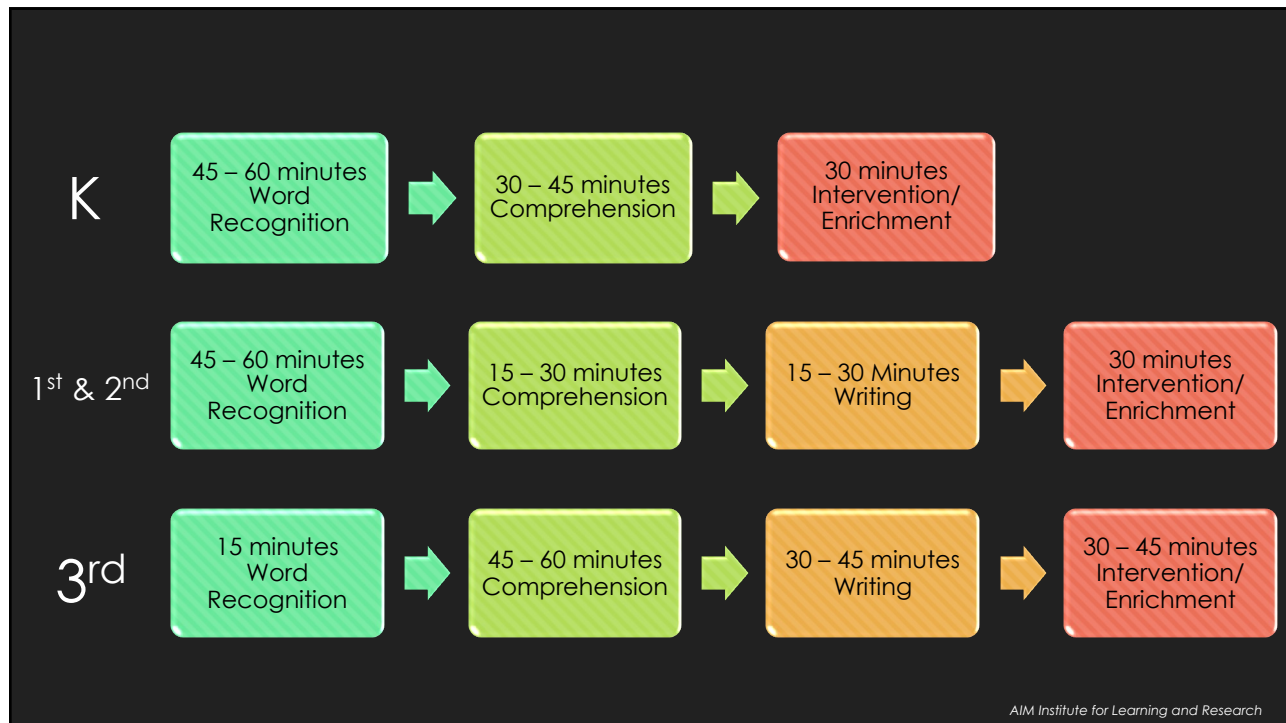 K
45 – 60 minutes
Word
Recognition
30 – 45 minutes
Comprehension
30 minutes
Intervention/
Enrichment
1st & 2nd
45 – 60 minutes
Word
Recognition
15 – 30 minutes
Comprehension
15 – 30 Minutes
Writing
30 minutes
Intervention/
Enrichment
3rd
15 minutes
Word
Recognition
45 – 60 minutes
Comprehension
30 – 45 minutes
Writing
30 – 45 minutes
Intervention/
Enrichment
AIM Institute for Learning and Research